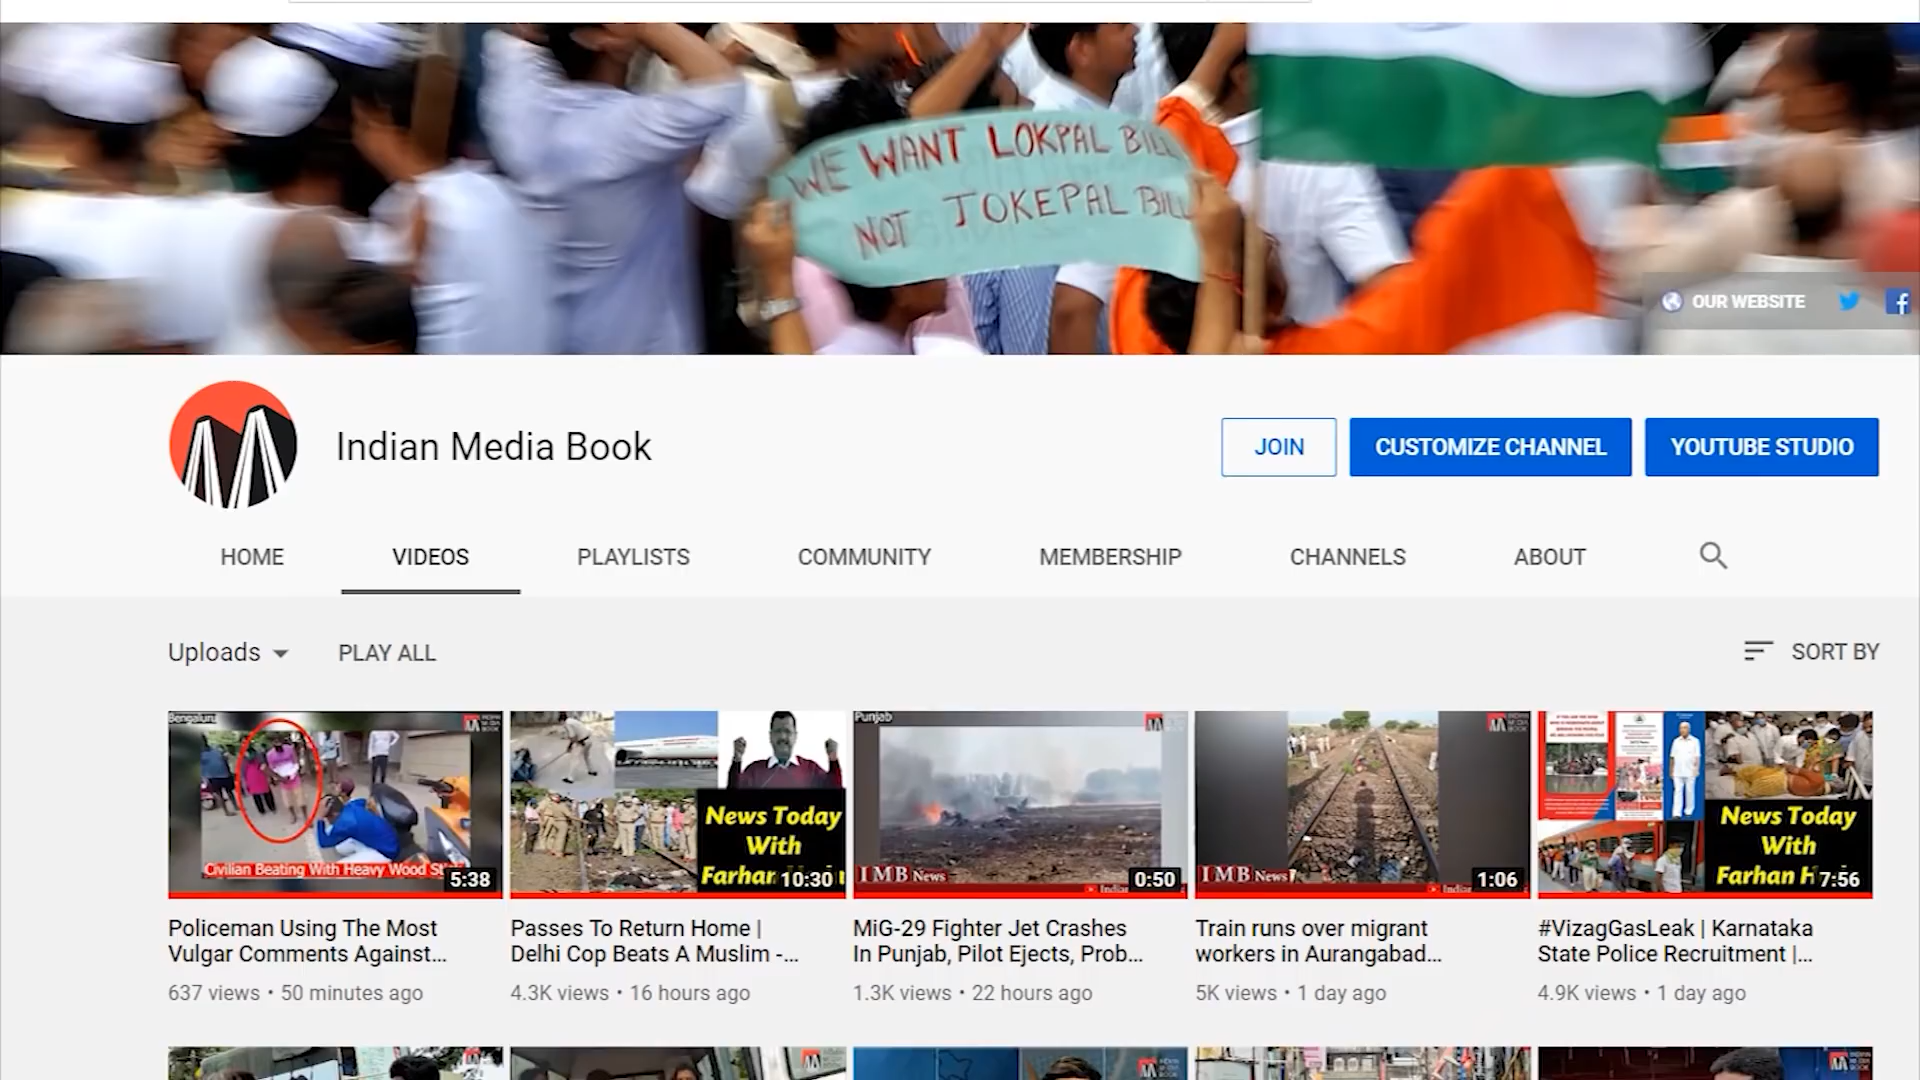 WE WANT LOKPAL BILL
NOT JOKEPAL BILL
OUR WEBSITE
Indian Media Book
JOIN
CUSTOMIZE CHANNEL
YOUTUBE STUDIO
HOME
VIDEOS
PLAYLISTS
COMMUNITY
MEMBERSHIP
CHANNELS
ABOUT
Uploads
PLAY ALL
SORT BY
Bengaluru
Civilian Beating With Heavy Wood
5:38
News Today
With
Farhan
10:30
Punjab
IMB News
0:50
IMB News
1:06
News Today
With
Farhan H
7:56
Policeman Using The Most
Vulgar Comments Against...
637 views • 50 minutes ago
Passes To Return Home |
Delhi Cop Beats A Muslim -...
4.3K views • 16 hours ago
MiG-29 Fighter Jet Crashes
In Punjab, Pilot Ejects, Prob...
1.3K views • 22 hours ago
Train runs over migrant
workers in Aurangabad...
5K views • 1 day ago
#VizagGasLeak | Karnataka
State Police Recruitment |...
4.9K views • 1 day ago